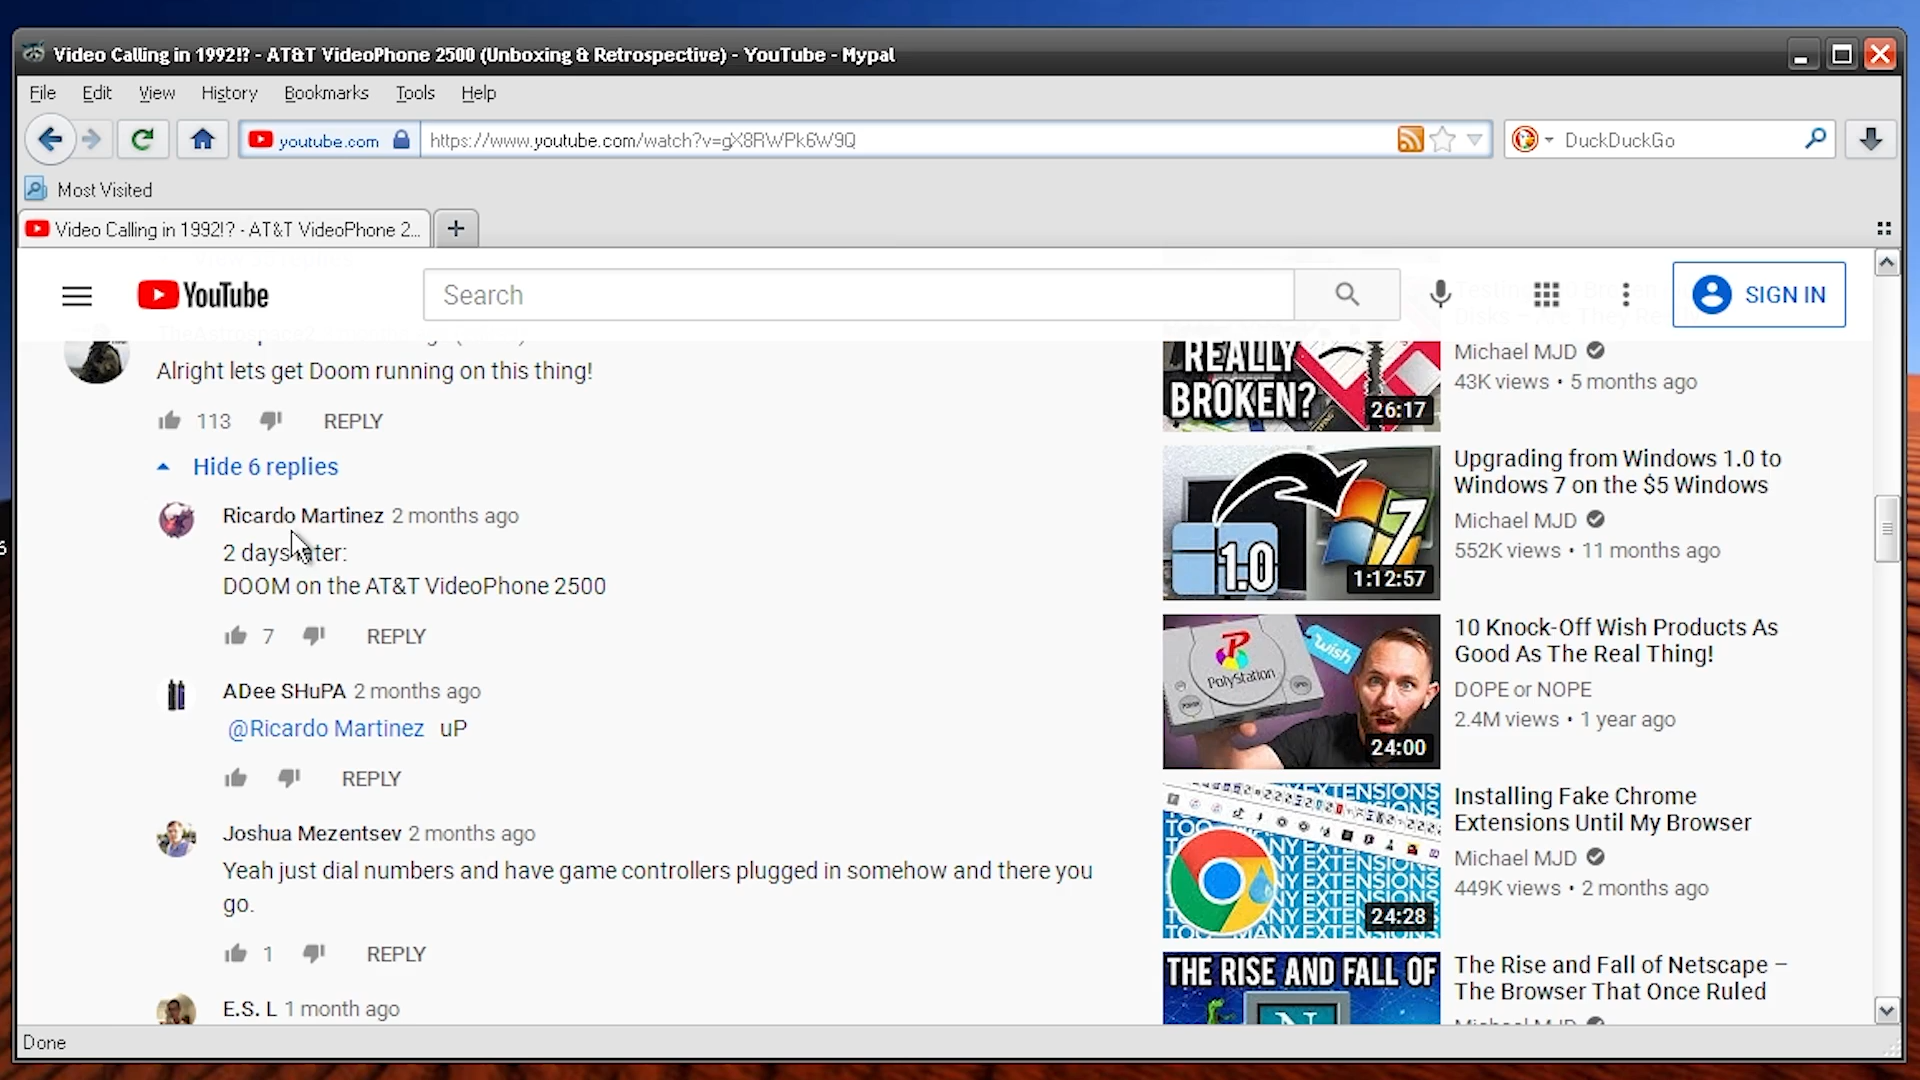 Video Calling in 1992!? - AT&T VideoPhone 2500 (Unboxing & Retrospective) - YouTube - Mypal
File Edit View History Bookmarks Tools Help
youtube.com https://www.youtube.com/watch?v=gX8RWPk6W9Q DuckDuckGo
Most Visited
Video Calling in 1992!? - AT&T VideoPhone 2...
YouTube Search SIGN IN
Alright lets get Doom running on this thing!
113 REPLY
Hide 6 replies
Ricardo Martinez 2 months ago
2 days later:
DOOM on the AT&T VideoPhone 2500
7 REPLY
ADee SHuPA 2 months ago
@Ricardo Martinez uP
REPLY
Joshua Mezentsev 2 months ago
Yeah just dial numbers and have game controllers plugged in somehow and there you
go.
1 REPLY
E.S. L 1 month ago
REALLY
BROKEN?
26:17
Michael MJD
43K views • 5 months ago
1.0
7
1:12:57
Upgrading from Windows 1.0 to
Windows 7 on the $5 Windows
Michael MJD
552K views • 11 months ago
wish
PolyStation
24:00
10 Knock-Off Wish Products As
Good As The Real Thing!
DOPE or NOPE
2.4M views • 1 year ago
24:28
Installing Fake Chrome
Extensions Until My Browser
Michael MJD
449K views • 2 months ago
THE RISE AND FALL OF
N
The Rise and Fall of Netscape –
The Browser That Once Ruled
Michael MJD
Done